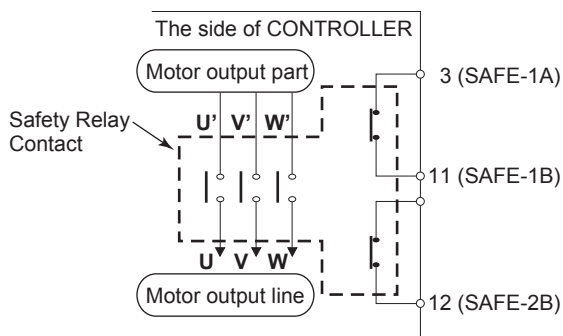 The side of CONTROLLER
Motor output part
3 (SAFE-1A)
Safety Relay
Contact
U’ V’ W’
11 (SAFE-1B)
U V W
Motor output line
12 (SAFE-2B)